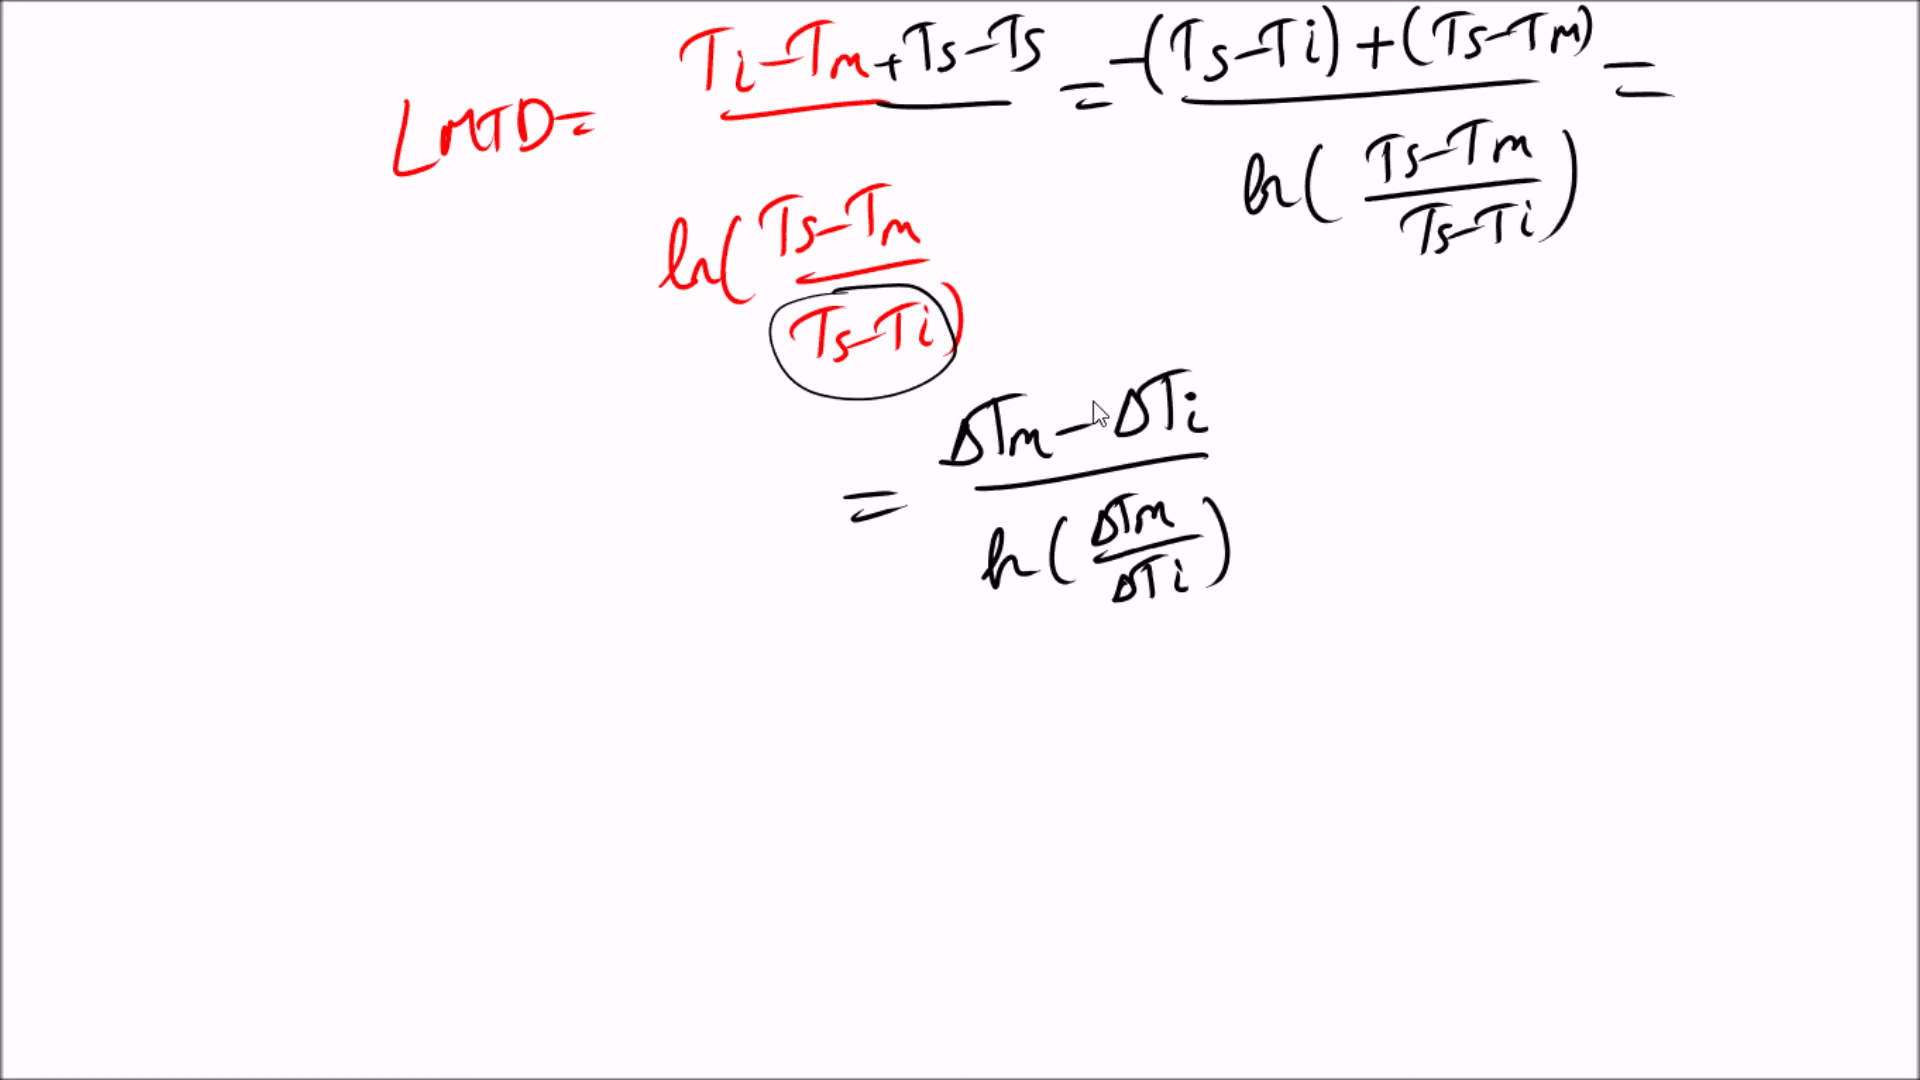 LMTD = Ti-Tm+Ts-Ts = -(Ts-Ti)+(Ts-Tm) =
ln(Ts-Tm
Ts-Ti)
ln(Ts-Tm
Ts-Ti)
= ΔTm-ΔTi
ln(ΔTm
ΔTi)